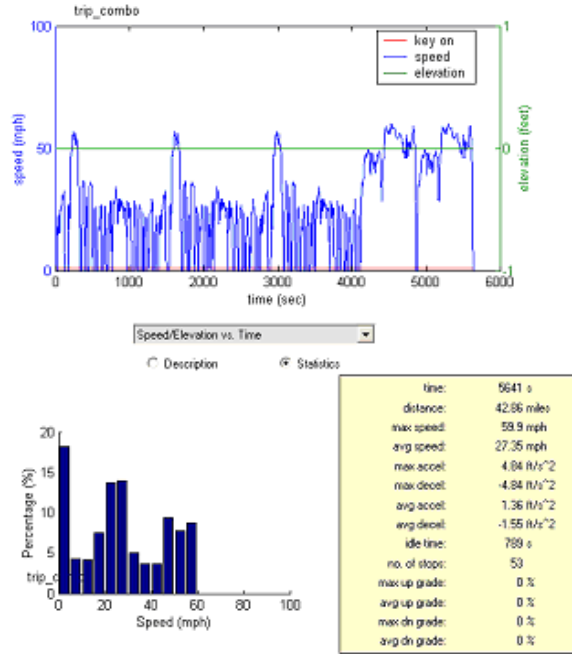 trip_combo
100
50
0
speed (mph)
key on
speed
elevation
1
0
-1
elevation (feet)
0 1000 2000 3000 4000 5000 6000
time (sec)
Speed/Elevation vs. Time
Description Statistics
time: 5641 s
distance: 42.86 miles
max speed: 59.9 mph
avg speed: 27.35 mph
max accel: 4.84 ft/s^2
max decel: -4.84 ft/s^2
avg accel: 1.36 ft/s^2
avg decel: -1.55 ft/s^2
idle time: 789 s
no. of stops: 53
max up grade: 0 %
avg up grade: 0 %
max dn grade: 0 %
avg dn grade: 0 %
20
15
10
5
0
Percentage (%)
0 20 40 60 80 100
Speed (mph)